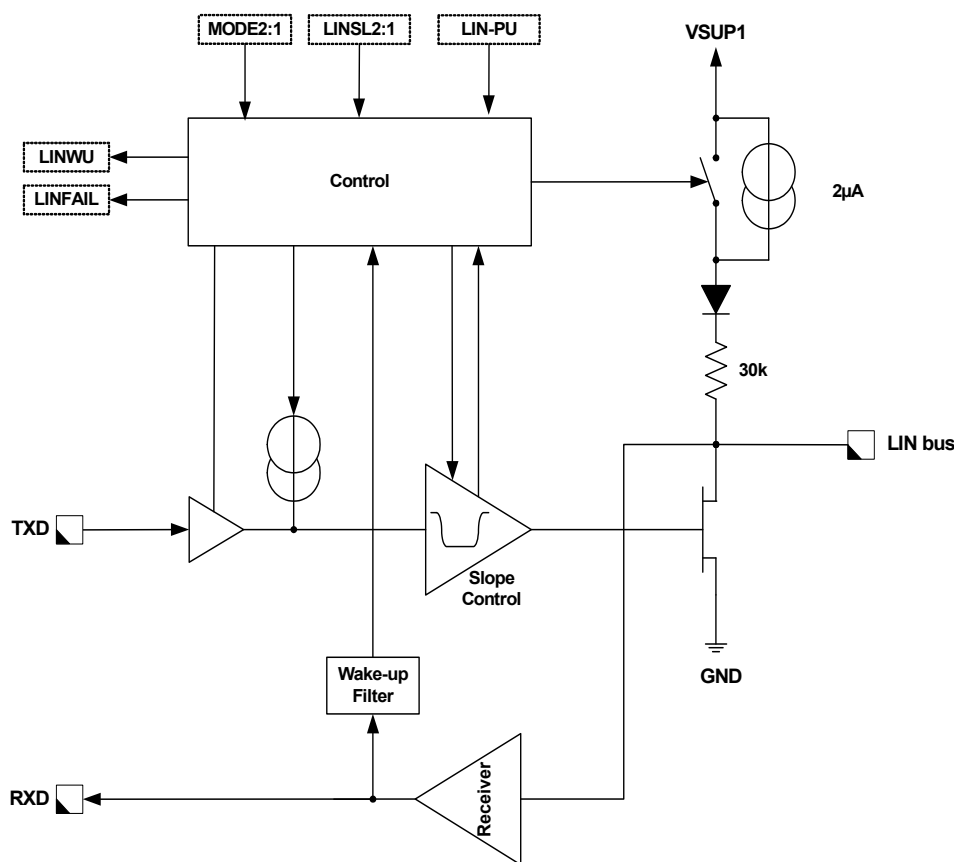 MODE2:1
LINSL2:1
LIN-PU
VSUP1
LINWU
LINFAIL
Control
2µA
30k
LIN bus
TXD
Slope
Control
GND
Wake-up
Filter
RXD
Receiver